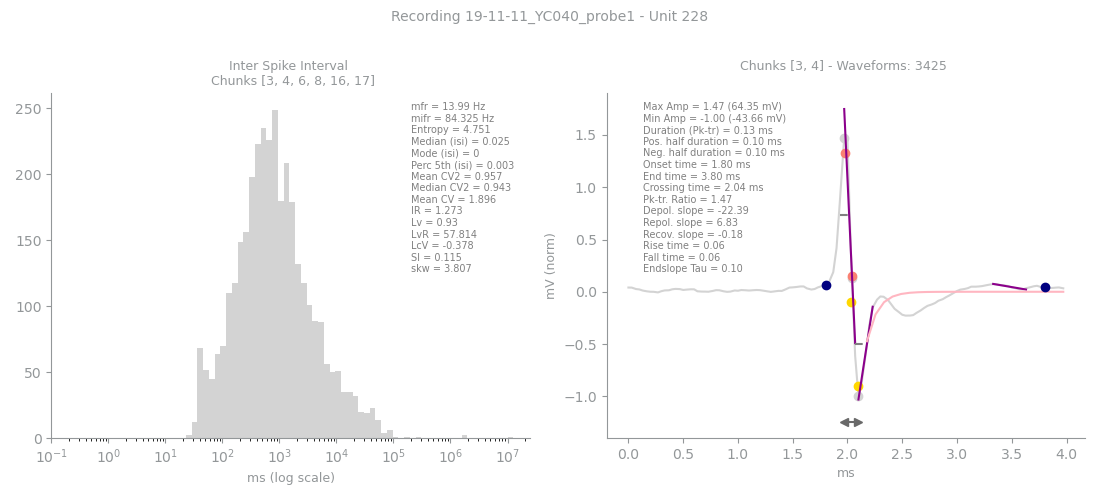 Recording 19-11-11_YC040_probe1 - Unit 228
Inter Spike Interval
Chunks [3, 4, 6, 8, 16, 17]
250
200
150
100
50
0
mfr = 13.99 Hz
mifr = 84.325 Hz
Entropy = 4.751
Median (isi) = 0.025
Mode (isi) = 0
Perc 5th (isi) = 0.003
Mean CV2 = 0.957
Median CV2 = 0.943
Mean CV = 1.896
IR = 1.273
Lv = 0.93
LvR = 57.814
LcV = -0.378
SI = 0.115
skw = 3.807
10⁻¹ 10⁰ 10¹ 10² 10³ 10⁴ 10⁵ 10⁶ 10⁷
ms (log scale)
Chunks [3, 4] - Waveforms: 3425
mV (norm)
1.5
1.0
0.5
0.0
−0.5
−1.0
Max Amp = 1.47 (64.35 mV)
Min Amp = -1.00 (-43.66 mV)
Duration (Pk-tr) = 0.13 ms
Pos. half duration = 0.10 ms
Neg. half duration = 0.10 ms
Onset time = 1.80 ms
End time = 3.80 ms
Crossing time = 2.04 ms
Pk-tr. Ratio = 1.47
Depol. slope = -22.39
Repol. slope = 6.83
Recov. slope = -0.18
Rise time = 0.06
Fall time = 0.06
Endslope Tau = 0.10
0.0 0.5 1.0 1.5 2.0 2.5 3.0 3.5 4.0
ms